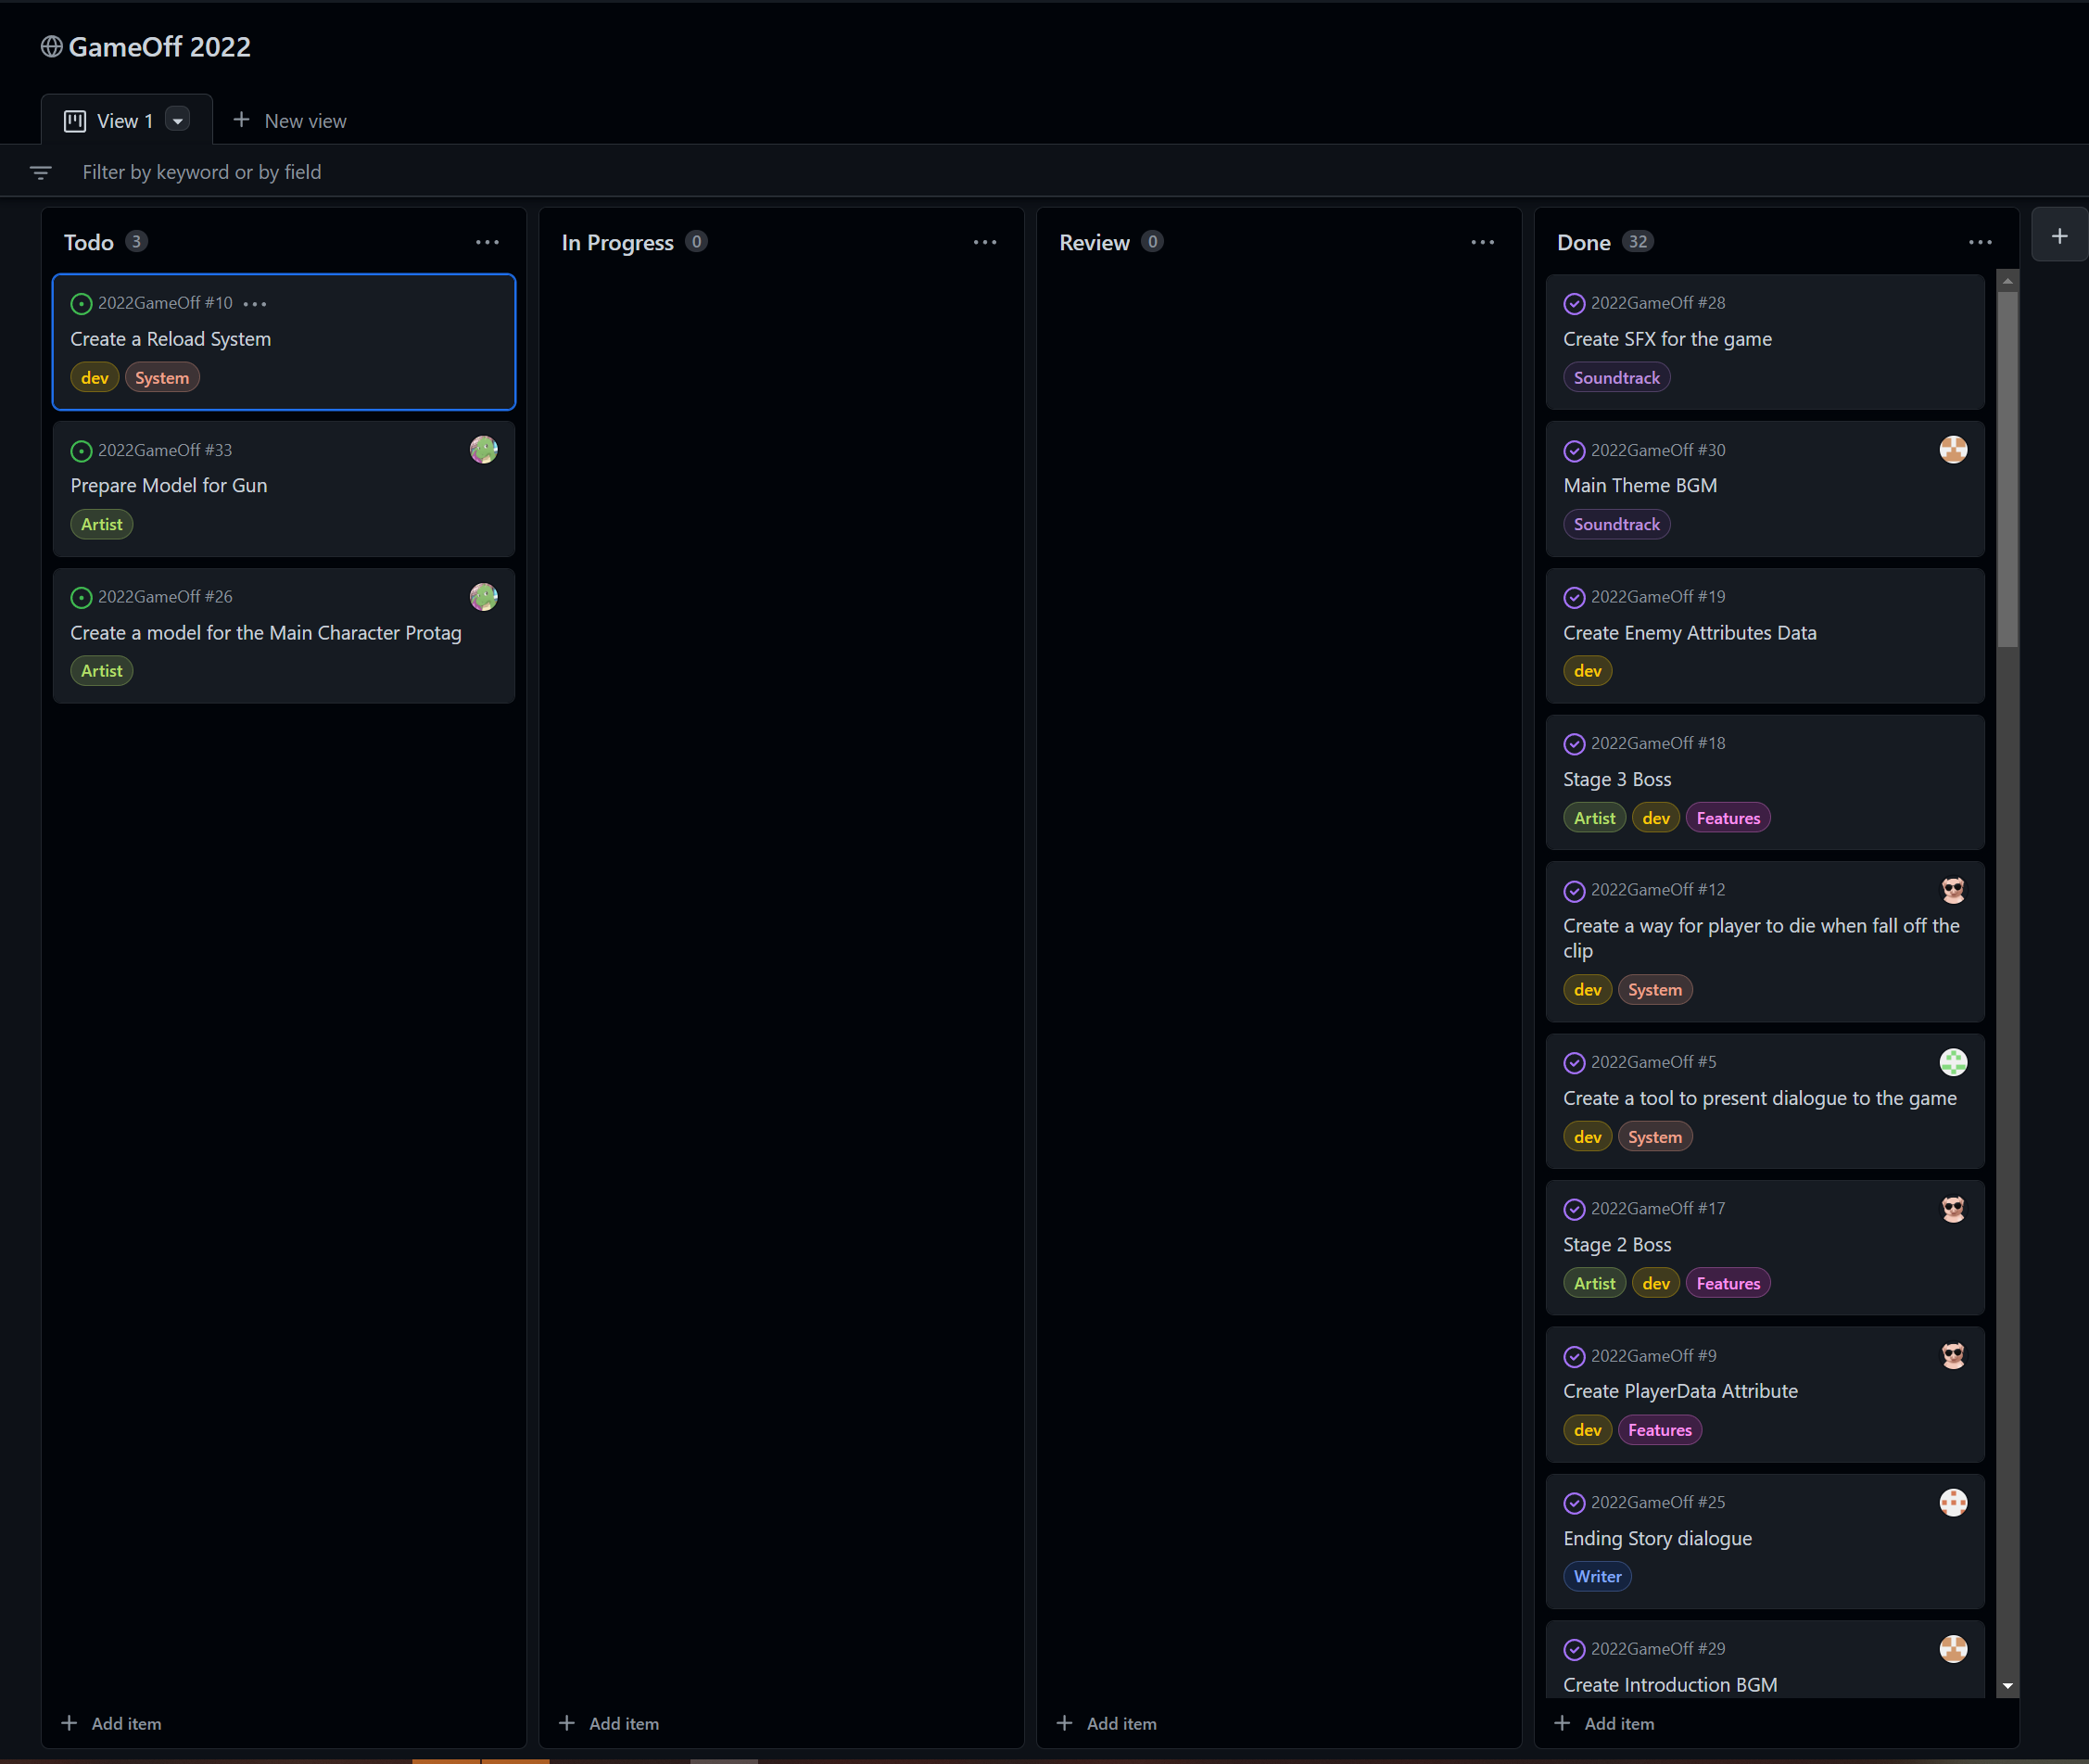 GameOff 2022
View 1
New view
Filter by keyword or by field
Todo 3
2022GameOff #10
Create a Reload System
dev System
2022GameOff #33
Prepare Model for Gun
Artist
2022GameOff #26
Create a model for the Main Character Protag
Artist
Add item
In Progress 0
Add item
Review 0
Add item
Done 32
2022GameOff #28
Create SFX for the game
Soundtrack
2022GameOff #30
Main Theme BGM
Soundtrack
2022GameOff #19
Create Enemy Attributes Data
dev
2022GameOff #18
Stage 3 Boss
Artist dev Features
2022GameOff #12
Create a way for player to die when fall off the
clip
dev System
2022GameOff #5
Create a tool to present dialogue to the game
dev System
2022GameOff #17
Stage 2 Boss
Artist dev Features
2022GameOff #9
Create PlayerData Attribute
dev Features
2022GameOff #25
Ending Story dialogue
Writer
2022GameOff #29
Create Introduction BGM
Add item